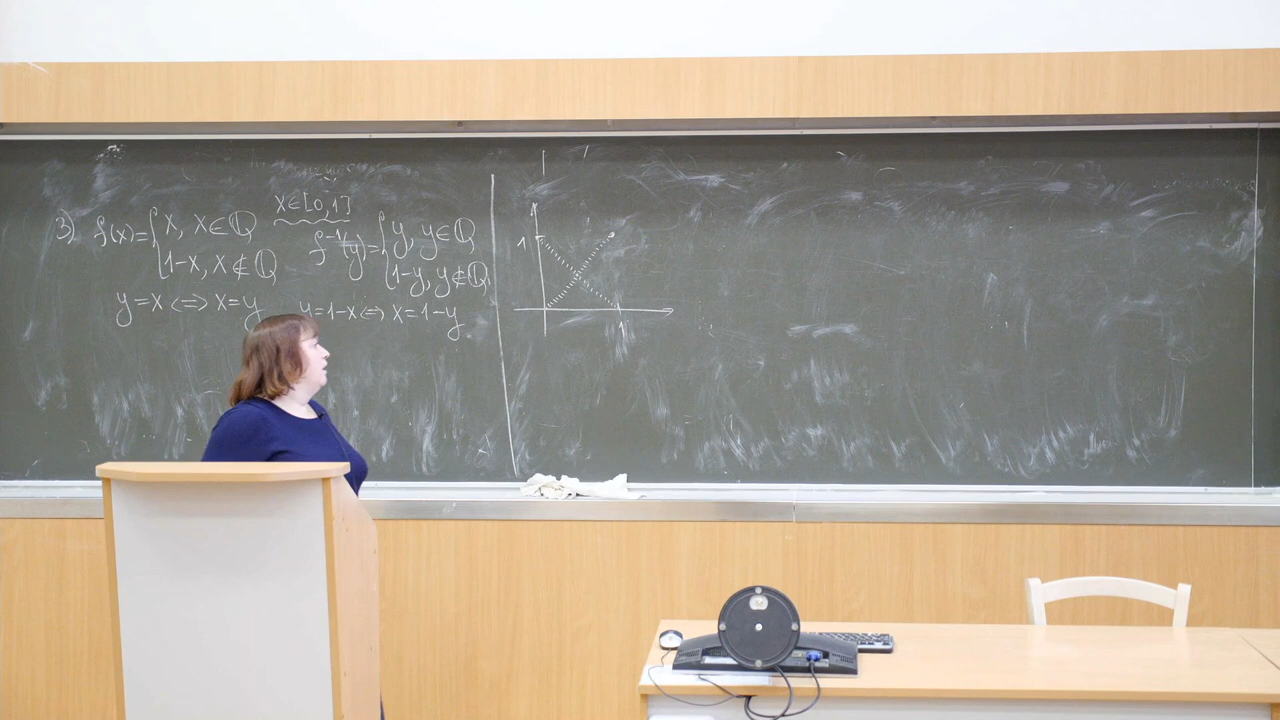 x∈[0,1]
3) f(x)={x, x∈ℚ
1-x, x∉ℚ
f⁻¹(y)={y, y∈ℚ
1-y, y∉ℚ
y=x⇔x=y
y=1-x⇔x=1-y
1
1